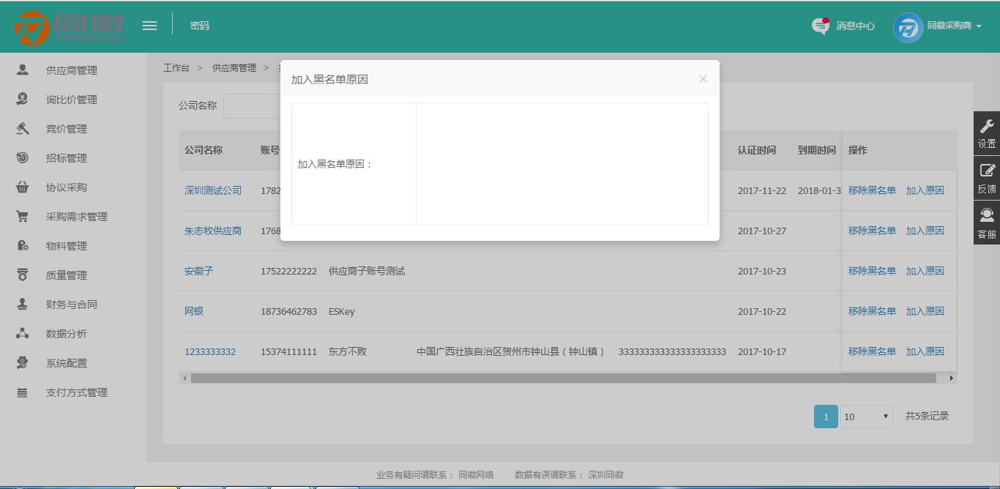 同徽 密码 消息中心 同徽采购商
TONGHUI
供应商管理
询比价管理
竞价管理
招标管理
协议采购
采购需求管理
物料管理
质量管理
财务与合同
数据分析
系统配置
支付方式管理
工作台 > 供应商管理 >
加入黑名单原因 ×
加入黑名单原因：
公司名称
公司名称 账号 认证时间 到期时间 操作
深圳测试公司 1782 2017-11-22 2018-01-3 移除黑名单 加入原因
朱志牧供应商 1768 2017-10-27 移除黑名单 加入原因
安徽子 17522222222 供应商子账号测试 2017-10-23 移除黑名单 加入原因
网银 18736462783 ESKey 2017-10-22 移除黑名单 加入原因
1233333332 15374111111 东方不败 中国广西壮族自治区贺州市钟山县（钟山镇） 333333333333333333333 2017-10-17 移除黑名单 加入原因
1 10 共5条记录
设置
反馈
客服
业务有疑问请联系： 同徽网络 数据有误请联系： 深圳同徽